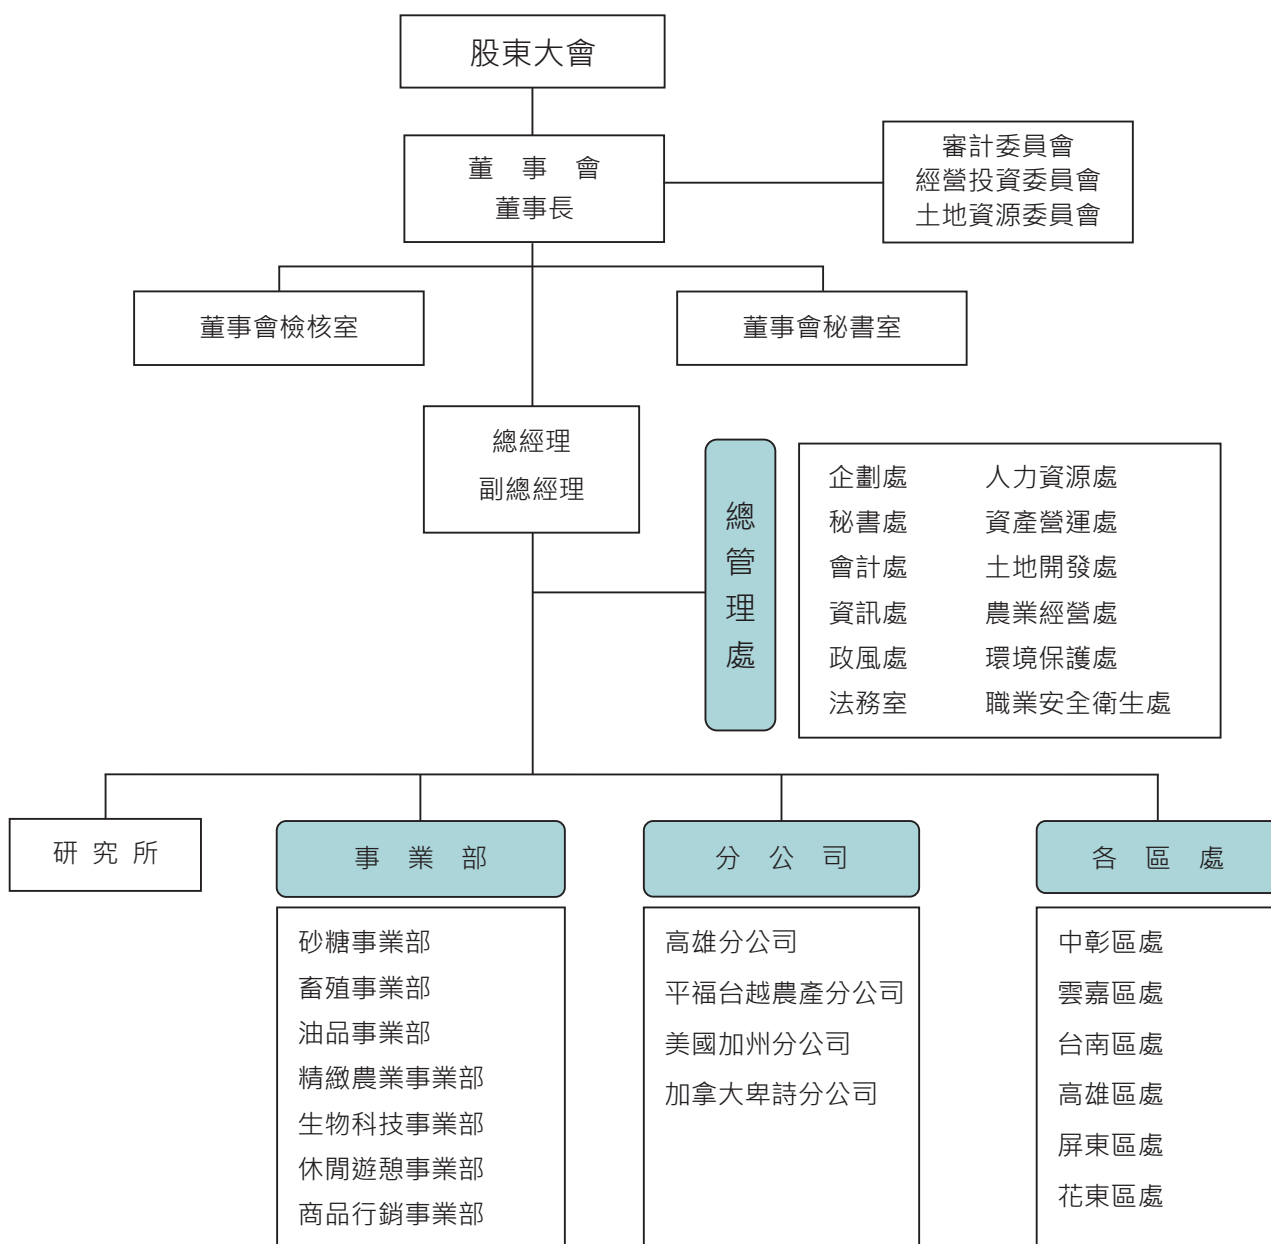 股東大會
董事會
董事長
審計委員會
經營投資委員會
土地資源委員會
董事會檢核室
董事會秘書室
總經理
副總經理
總管理處
企劃處
秘書處
會計處
資訊處
政風處
法務室
人力資源處
資產營運處
土地開發處
農業經營處
環境保護處
職業安全衛生處
研究所
事業部
砂糖事業部
畜殖事業部
油品事業部
精緻農業事業部
生物科技事業部
休閒遊憩事業部
商品行銷事業部
分公司
高雄分公司
平福台越農產分公司
美國加州分公司
加拿大卑詩分公司
各區處
中彰區處
雲嘉區處
台南區處
高雄區處
屏東區處
花東區處